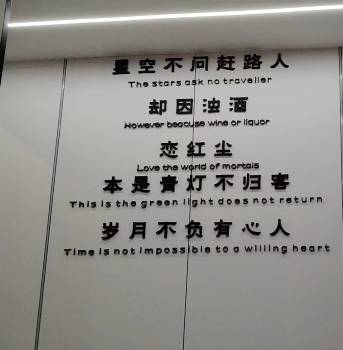 星空不问赶路人
The stars ask no traveller
却因浊酒
However beacuse wine or liquor
恋红尘
Love the world of mortals
本是青灯不归客
This is the green light does not return
岁月不负有心人
Time is not impossible to a willing heart